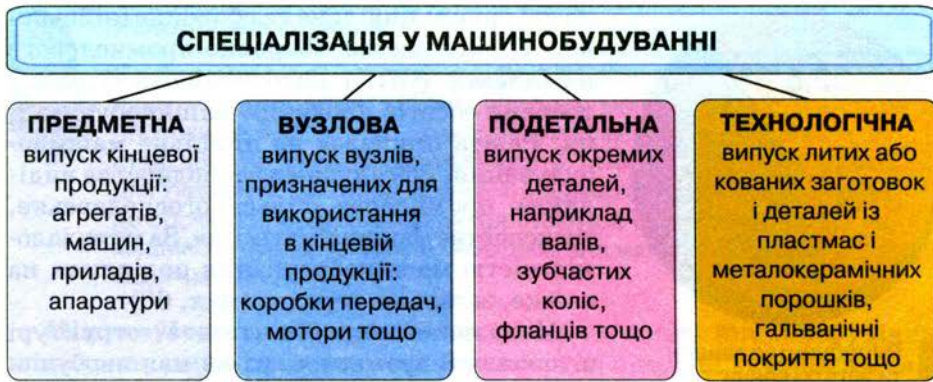 СПЕЦІАЛІЗАЦІЯ У МАШИНОБУДУВАННІ
ПРЕДМЕТНА
випуск кінцевої
продукції:
агрегатів,
машин,
приладів,
апаратури
ВУЗЛОВА
випуск вузлів,
призначених для
використання
в кінцевій
продукції:
коробки передач,
мотори тощо
ПОДЕТАЛЬНА
випуск окремих
деталей,
наприклад
валів,
зубчастих
коліс,
фланців тощо
ТЕХНОЛОГІЧНА
випуск литих або
кованих заготовок
і деталей із
пластмас і
металокерамічних
порошків,
гальванічні
покриття тощо